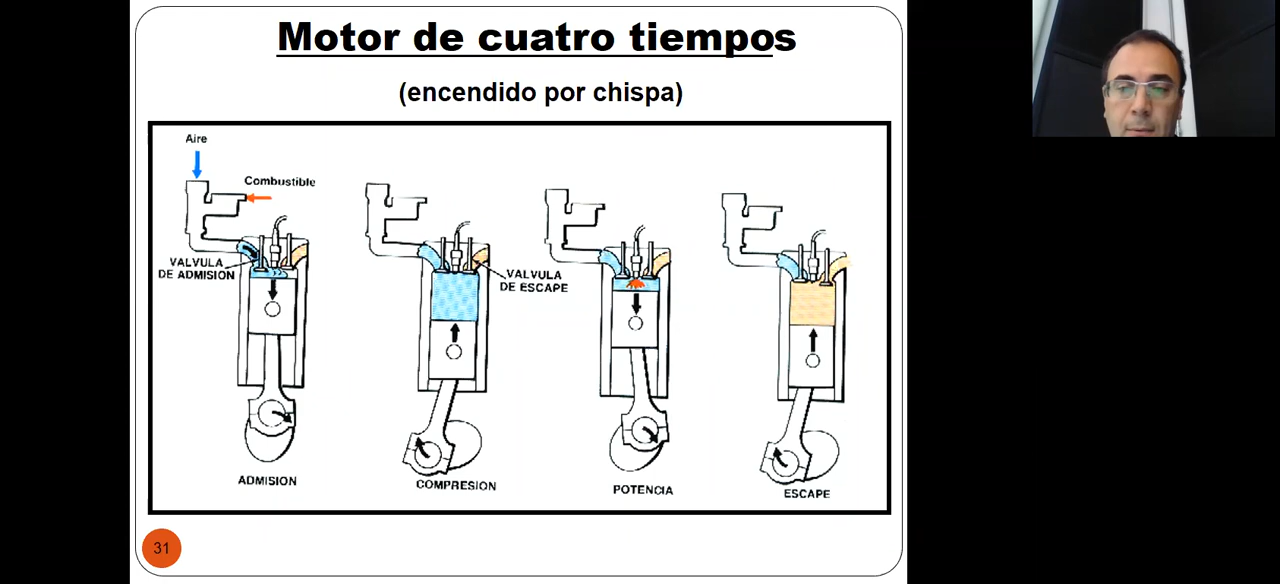 Motor de cuatro tiempos
(encendido por chispa)
Aire
Combustible
VALVULA
DE ADMISION
VALVULA
DE ESCAPE
ADMISION
COMPRESION
POTENCIA
ESCAPE
31